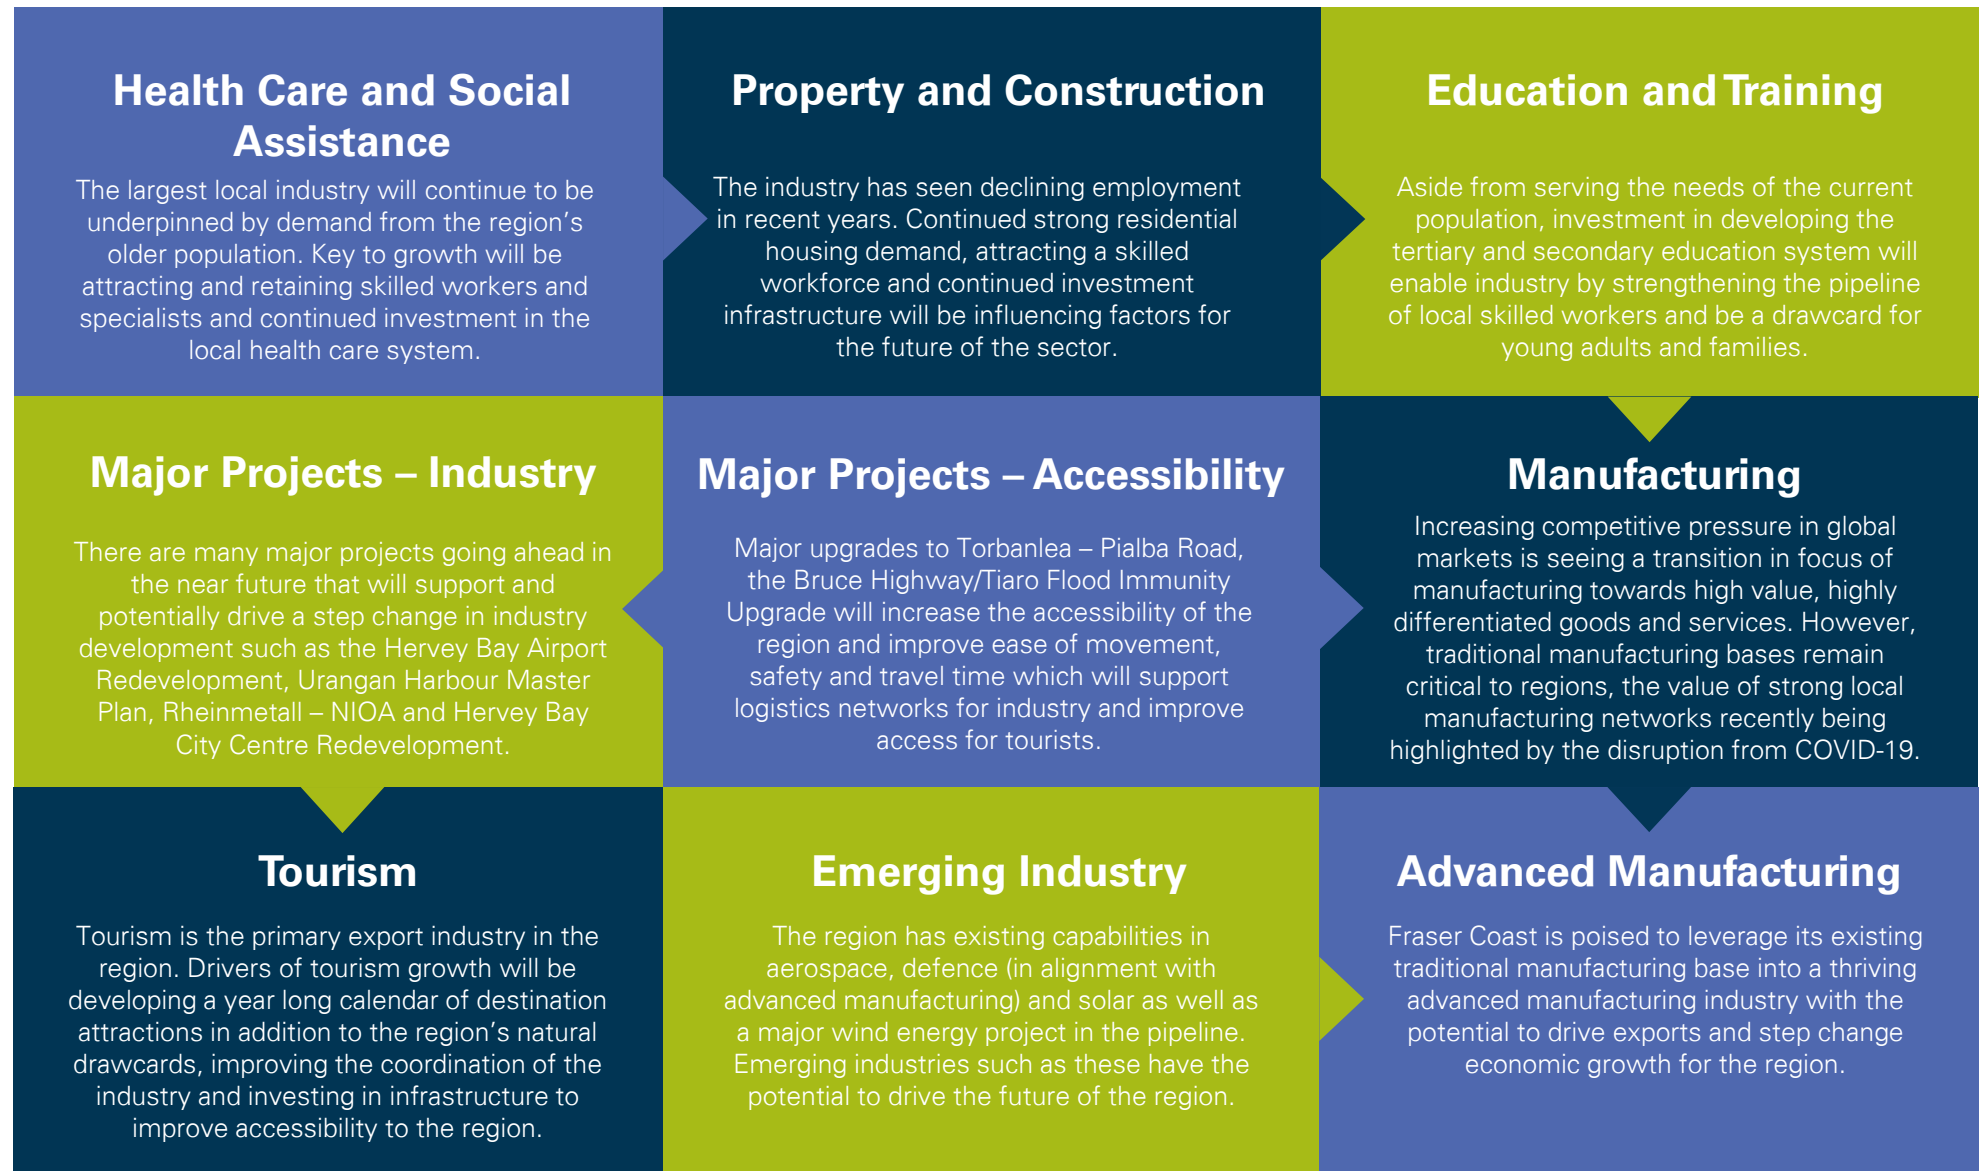 Health Care and Social
Assistance
The largest local industry will continue to be
underpinned by demand from the region's
older population. Key to growth will be
attracting and retaining skilled workers and
specialists and continued investment in the
local health care system.
Property and Construction
The industry has seen declining employment
in recent years. Continued strong residential
housing demand, attracting a skilled
workforce and continued investment
infrastructure will be influencing factors for
the future of the sector.
Education and Training
Aside from serving the needs of the current
population, investment in developing the
tertiary and secondary education system will
enable industry by strengthening the pipeline
of local skilled workers and be a drawcard for
young adults and families.
Major Projects – Industry
There are many major projects going ahead in
the near future that will support and
potentially drive a step change in industry
development such as the Hervey Bay Airport
Redevelopment, Urangan Harbour Master
Plan, Rheinmetall – NIOA and Hervey Bay
City Centre Redevelopment.
Major Projects – Accessibility
Major upgrades to Torbanlea – Pialba Road,
the Bruce Highway/Tiaro Flood Immunity
Upgrade will increase the accessibility of the
region and improve ease of movement,
safety and travel time which will support
logistics networks for industry and improve
access for tourists.
Manufacturing
Increasing competitive pressure in global
markets is seeing a transition in focus of
manufacturing towards high value, highly
differentiated goods and services. However,
traditional manufacturing bases remain
critical to regions, the value of strong local
manufacturing networks recently being
highlighted by the disruption from COVID-19.
Tourism
Tourism is the primary export industry in the
region. Drivers of tourism growth will be
developing a year long calendar of destination
attractions in addition to the region's natural
drawcards, improving the coordination of the
industry and investing in infrastructure to
improve accessibility to the region.
Emerging Industry
The region has existing capabilities in
aerospace, defence (in alignment with
advanced manufacturing) and solar as well as
a major wind energy project in the pipeline.
Emerging industries such as these have the
potential to drive the future of the region.
Advanced Manufacturing
Fraser Coast is poised to leverage its existing
traditional manufacturing base into a thriving
advanced manufacturing industry with the
potential to drive exports and step change
economic growth for the region.